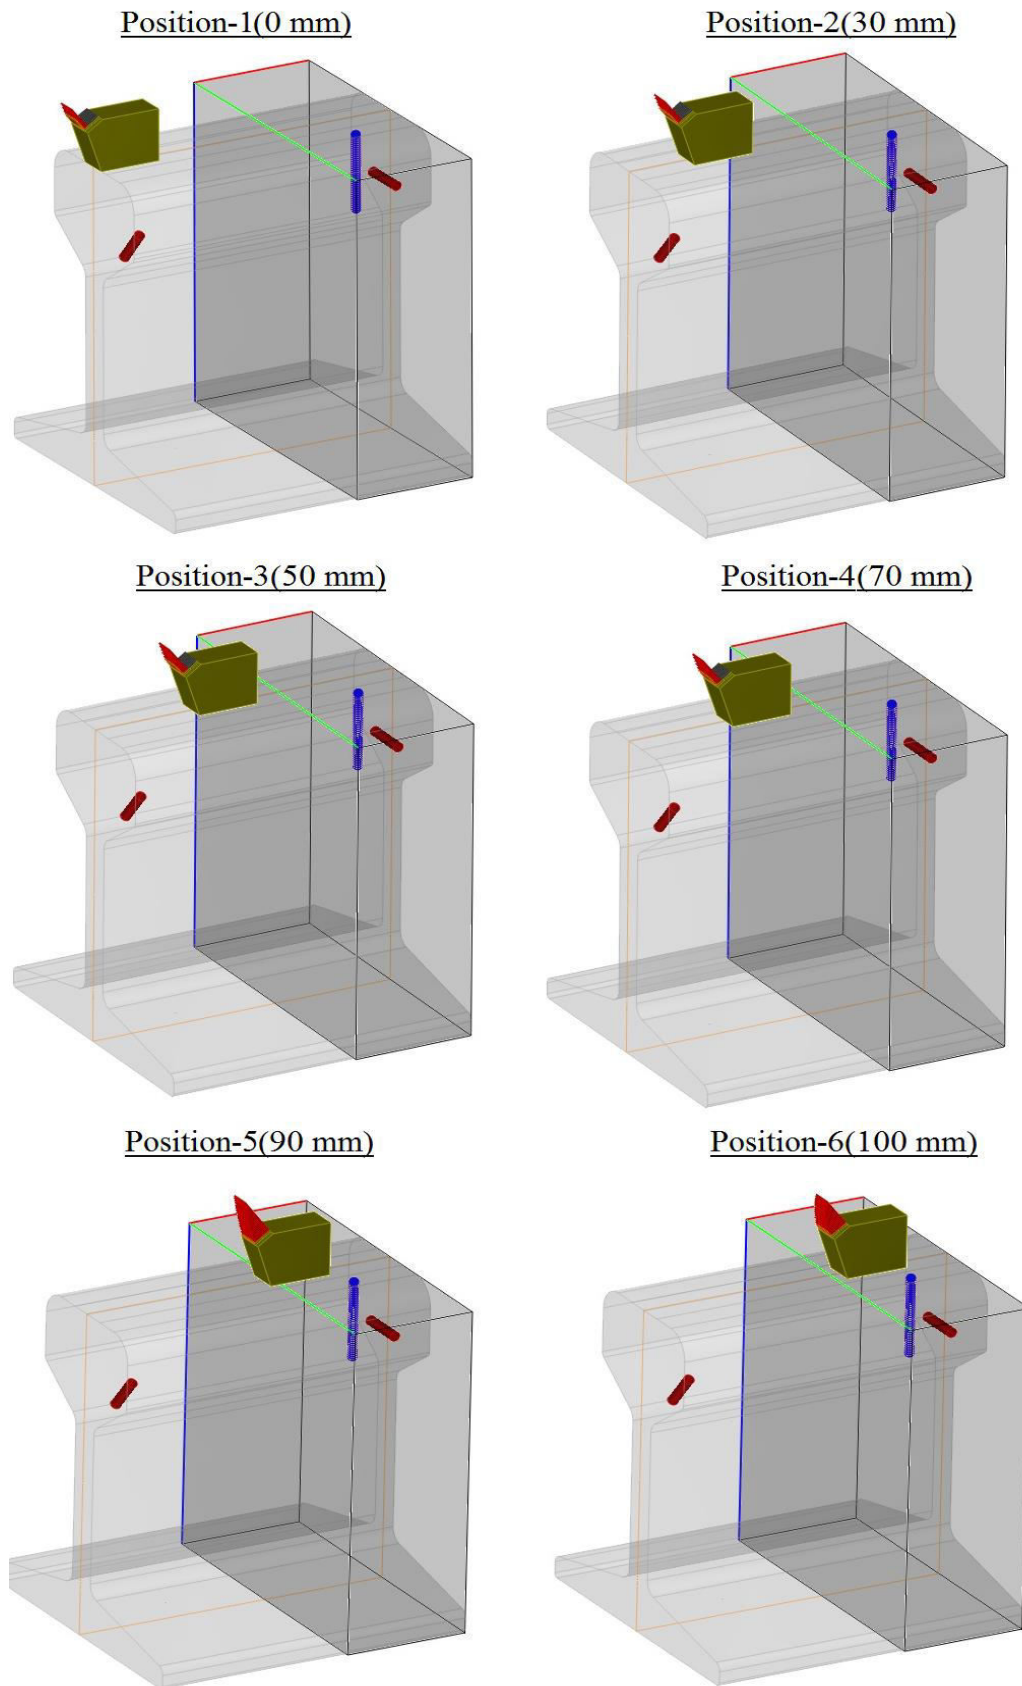 Position-1(0 mm)
Position-2(30 mm)
Position-3(50 mm)
Position-4(70 mm)
Position-5(90 mm)
Position-6(100 mm)